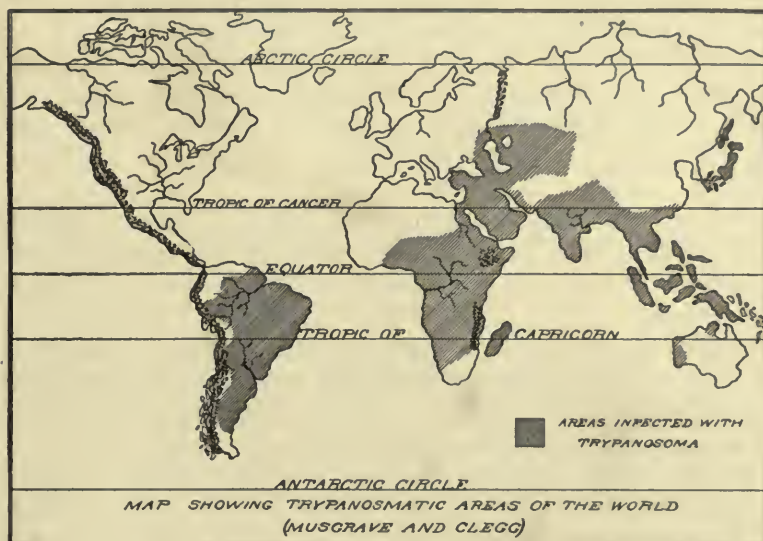 ARCTIC CIRCLE
TROPIC OF CANCER
EQUATOR
TROPIC OF CAPRICORN
AREAS INFECTED WITH
TRYPANOSOMA
ANTARCTIC CIRCLE
MAP SHOWING TRYPANOSMATIC AREAS OF THE WORLD
(MUSGRAVE AND CLEGG)